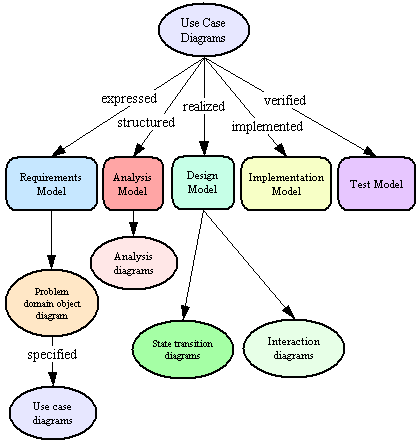 Use Case
Diagrams
expressed
structured
realized
implemented
verified
Requirements
Model
Analysis
Model
Design
Model
Implementation
Model
Test Model
Analysis
diagrams
Problem
domain object
diagram
State transition
diagrams
Interaction
diagrams
specified
Use case
diagrams